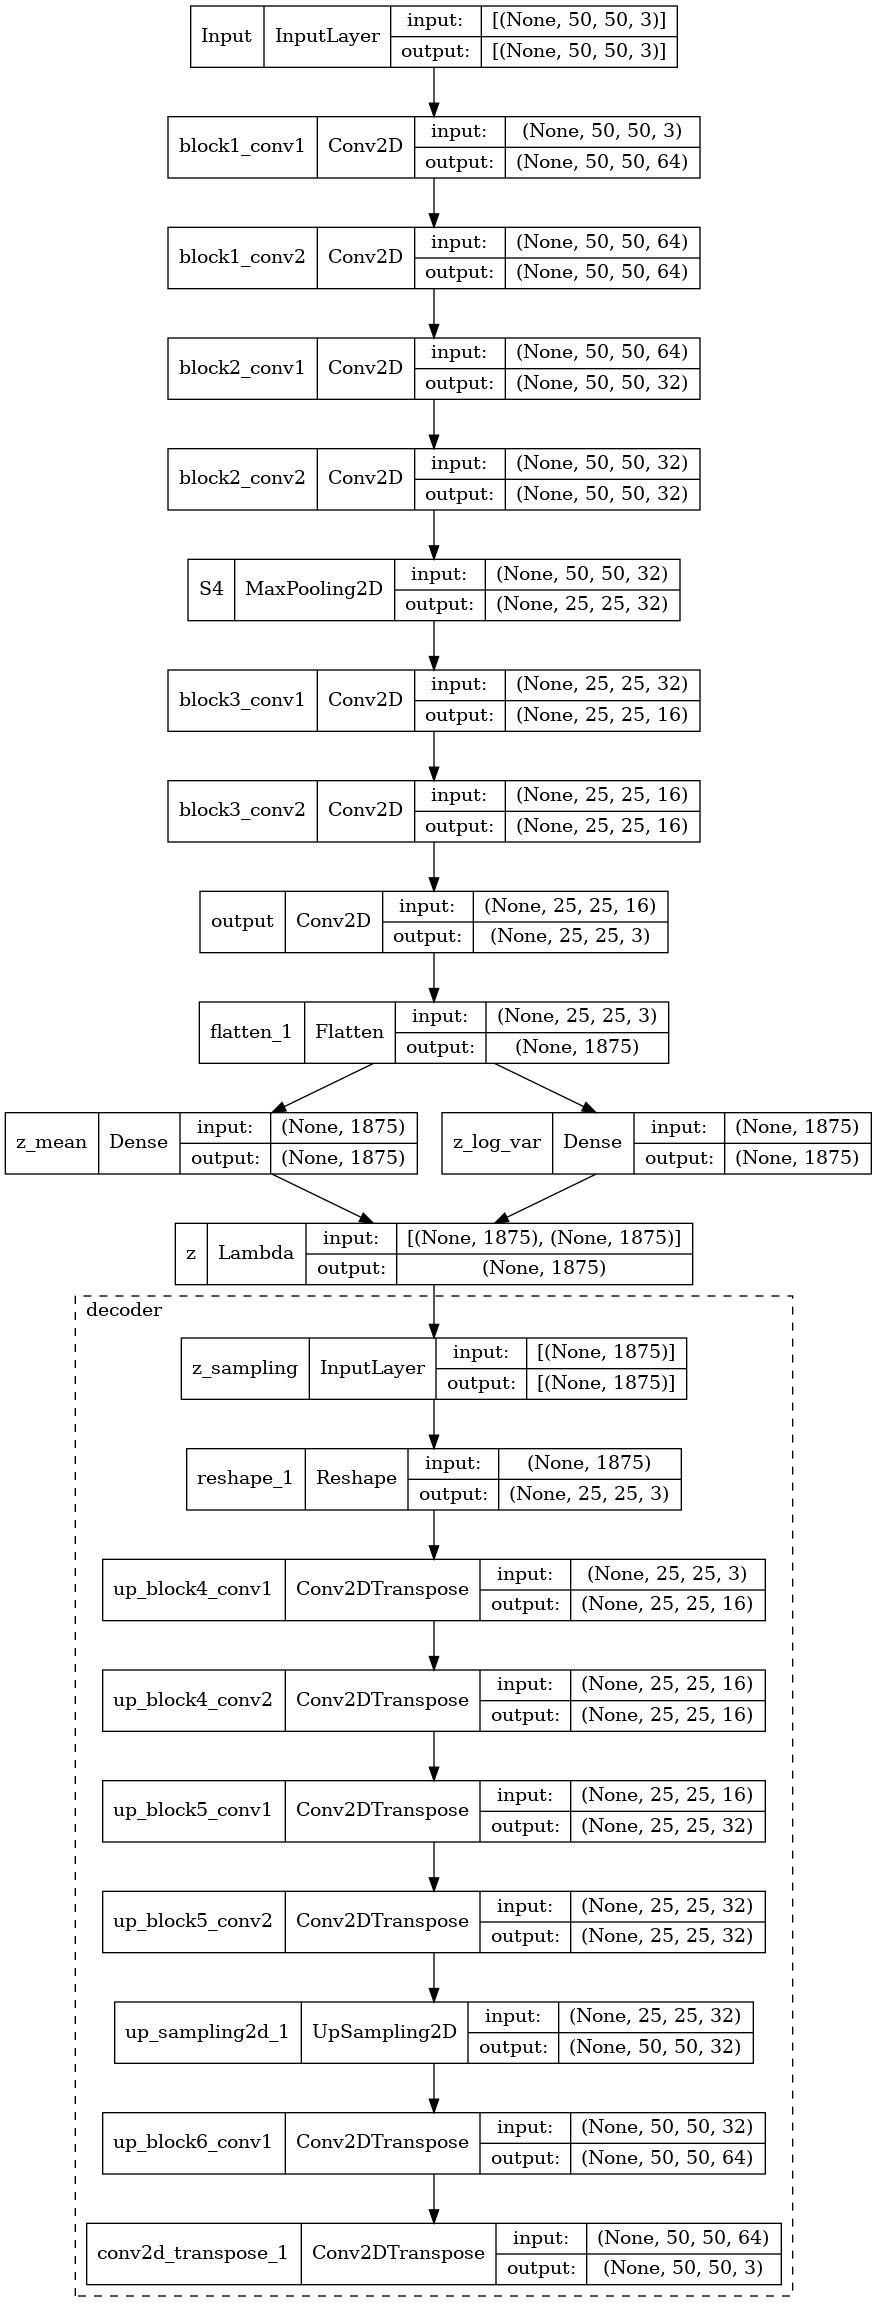 Input InputLayer input: [(None, 50, 50, 3)]
output: [(None, 50, 50, 3)]
block1_conv1 Conv2D input: (None, 50, 50, 3)
output: (None, 50, 50, 64)
block1_conv2 Conv2D input: (None, 50, 50, 64)
output: (None, 50, 50, 64)
block2_conv1 Conv2D input: (None, 50, 50, 64)
output: (None, 50, 50, 32)
block2_conv2 Conv2D input: (None, 50, 50, 32)
output: (None, 50, 50, 32)
S4 MaxPooling2D input: (None, 50, 50, 32)
output: (None, 25, 25, 32)
block3_conv1 Conv2D input: (None, 25, 25, 32)
output: (None, 25, 25, 16)
block3_conv2 Conv2D input: (None, 25, 25, 16)
output: (None, 25, 25, 16)
output Conv2D input: (None, 25, 25, 16)
output: (None, 25, 25, 3)
flatten_1 Flatten input: (None, 25, 25, 3)
output: (None, 1875)
z_mean Dense input: (None, 1875)
output: (None, 1875)
z_log_var Dense input: (None, 1875)
output: (None, 1875)
z Lambda input: [(None, 1875), (None, 1875)]
output: (None, 1875)
decoder
z_sampling InputLayer input: [(None, 1875)]
output: [(None, 1875)]
reshape_1 Reshape input: (None, 1875)
output: (None, 25, 25, 3)
up_block4_conv1 Conv2DTranspose input: (None, 25, 25, 3)
output: (None, 25, 25, 16)
up_block4_conv2 Conv2DTranspose input: (None, 25, 25, 16)
output: (None, 25, 25, 16)
up_block5_conv1 Conv2DTranspose input: (None, 25, 25, 16)
output: (None, 25, 25, 32)
up_block5_conv2 Conv2DTranspose input: (None, 25, 25, 32)
output: (None, 25, 25, 32)
up_sampling2d_1 UpSampling2D input: (None, 25, 25, 32)
output: (None, 50, 50, 32)
up_block6_conv1 Conv2DTranspose input: (None, 50, 50, 32)
output: (None, 50, 50, 64)
conv2d_transpose_1 Conv2DTranspose input: (None, 50, 50, 64)
output: (None, 50, 50, 3)